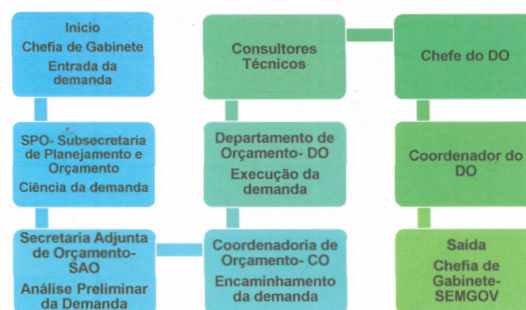 Inicio
Chefia de Gabinete
Entrada da
demanda
SPO- Subsecretaria
de Planejamento e
Orçamento
Ciência da demanda
Secretaria Adjunta
de Orçamento-
SAO
Análise Preliminar
da Demanda
Coordenadoria de
Orçamento- CO
Encaminhamento
da demanda
Departamento de
Orçamento- DO
Execução da
demanda
Consultores
Técnicos
Chefe do DO
Coordenador do
DO
Saída
Chefia de
Gabinete-
SEMGOV